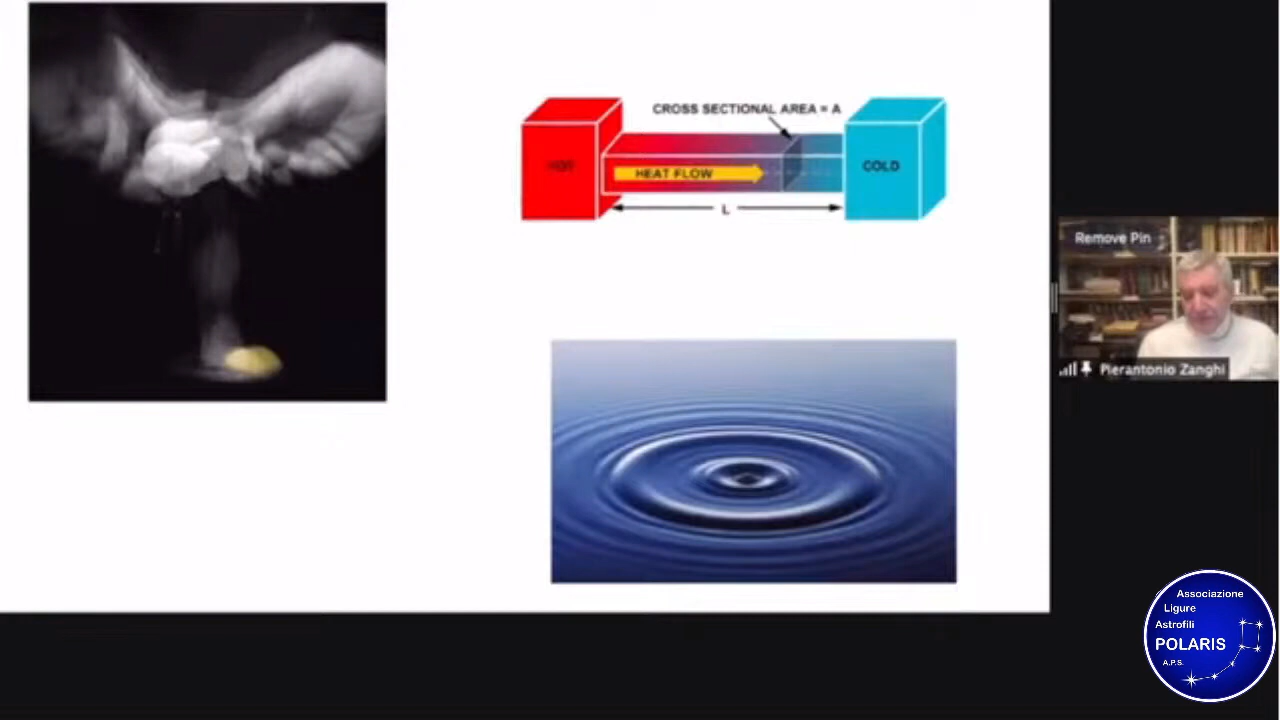 CROSS SECTIONAL AREA = A
HOT
HEAT FLOW
COLD
L
Remove Pin
Pierantonio Zanghi
Associazione
Ligure
Astrofili
POLARIS
A.P.S.